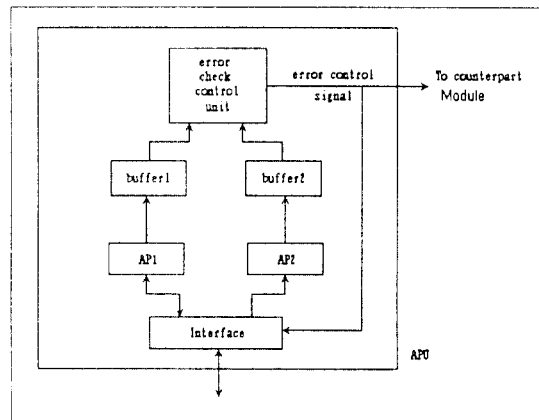 error
check
control
unit
error control
signal
To counterpart
Module
buffer1
buffer2
AP1
AP2
Interface
APU